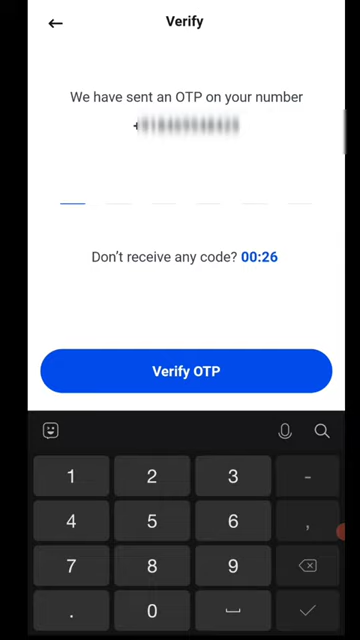 Verify
We have sent an OTP on your number
Don't receive any code? 00:26
Verify OTP
1 2 3 -
4 5 6 ,
7 8 9
. 0